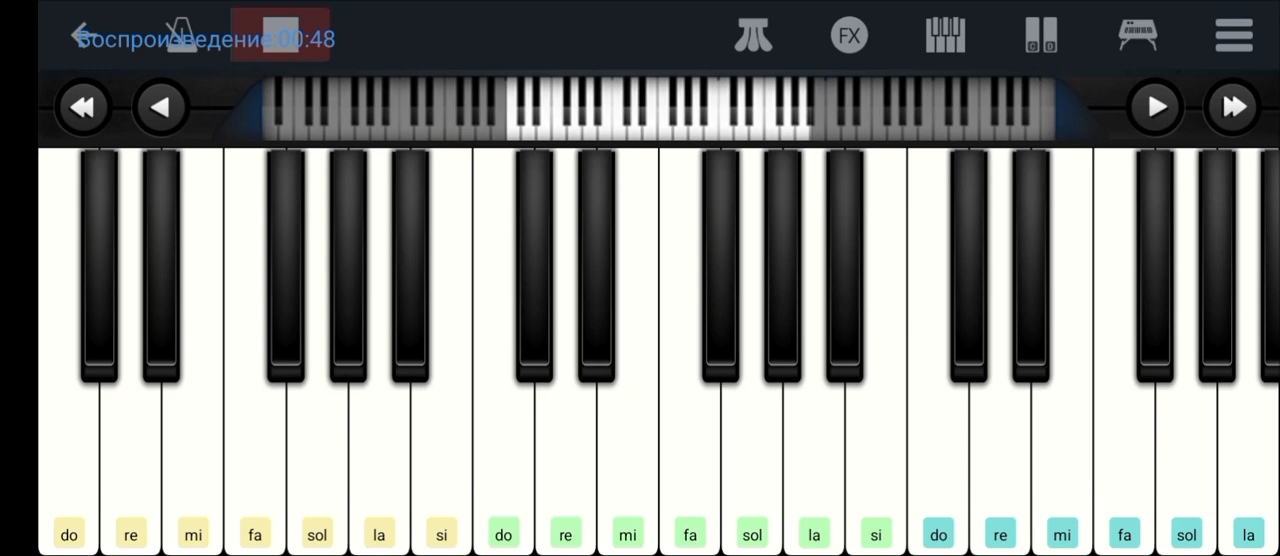 Воспроизведение:00:48
FX
do re mi fa sol la si do re mi fa sol la si do re mi fa sol la